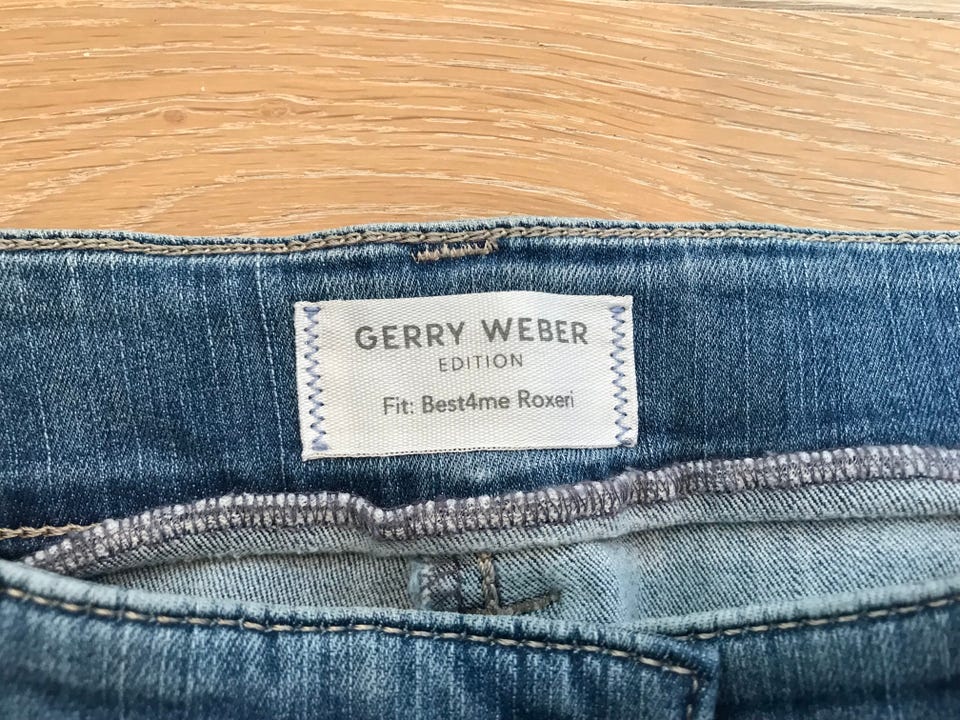 GERRY WEBER
EDITION
Fit: Best4me Roxeri